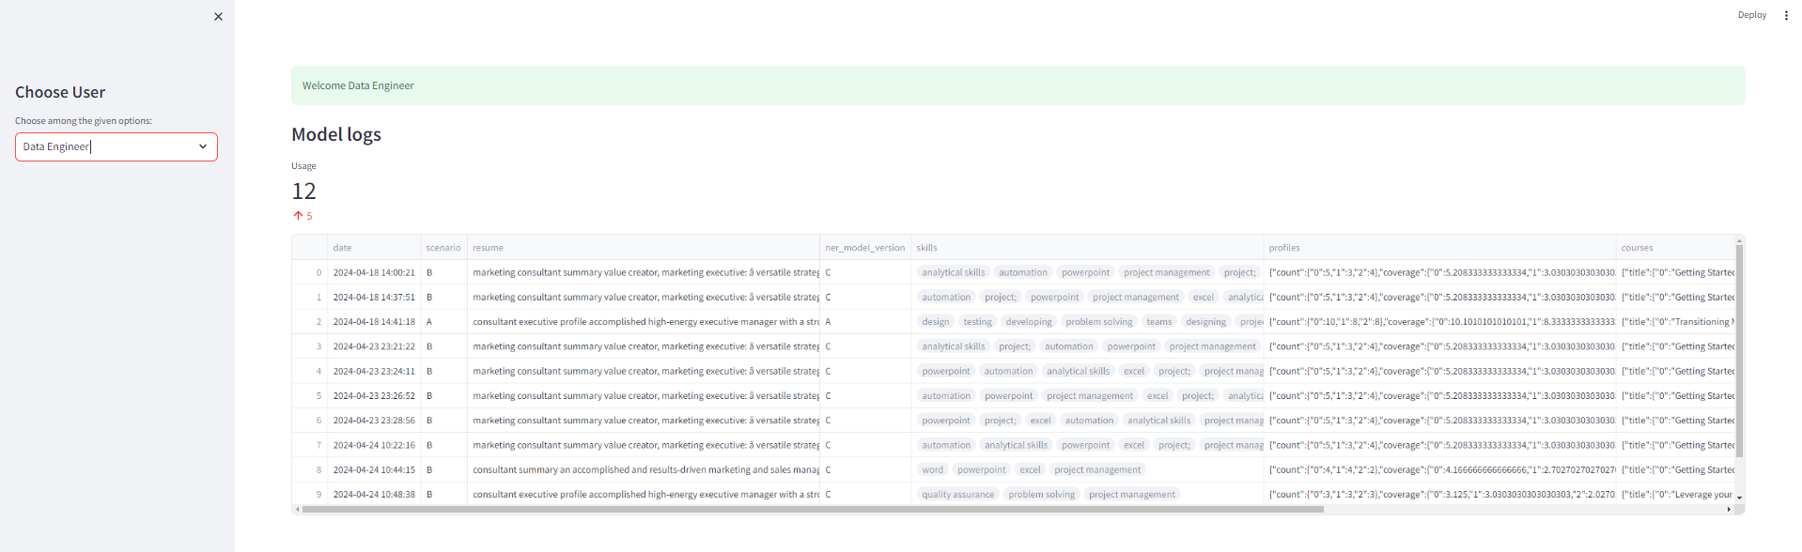 Deploy
Choose User
Choose among the given options:
Data Engineer
Welcome Data Engineer
Model logs
Usage
12
5
date scenario resume ner_model_version skills profiles courses
0 2024-04-18 14:00:21 B marketing consultant summary value creator, marketing executive: â versatile strateg C analytical skills automation powerpoint project management project; {"count":{"0":5,"1":3,"2":4},"coverage":{"0":5.208333333333334,"1":3.0303030303030. {"title":{"0":"Getting Started
1 2024-04-18 14:37:51 B marketing consultant summary value creator, marketing executive: â versatile strateg C automation project; powerpoint project management excel analytica {"count":{"0":5,"1":3,"2":4},"coverage":{"0":5.208333333333334,"1":3.0303030303030. {"title":{"0":"Getting Started
2 2024-04-18 14:41:18 A consultant executive profile accomplished high-energy executive manager with a stro A design testing developing problem solving teams designing projec {"count":{"0":10,"1":8,"2":8},"coverage":{"0":10.1010101010101,"1":8.3333333333333. {"title":{"0":"Transitioning
3 2024-04-23 23:21:22 B marketing consultant summary value creator, marketing executive: â versatile strateg C analytical skills project; automation powerpoint project management {"count":{"0":5,"1":3,"2":4},"coverage":{"0":5.208333333333334,"1":3.0303030303030. {"title":{"0":"Getting Started
4 2024-04-23 23:24:11 B marketing consultant summary value creator, marketing executive: â versatile strateg C powerpoint automation analytical skills excel project; project manag {"count":{"0":5,"1":3,"2":4},"coverage":{"0":5.208333333333334,"1":3.0303030303030. {"title":{"0":"Getting Started
5 2024-04-23 23:26:52 B marketing consultant summary value creator, marketing executive: â versatile strateg C automation powerpoint project management excel project; analytica {"count":{"0":5,"1":3,"2":4},"coverage":{"0":5.208333333333334,"1":3.0303030303030. {"title":{"0":"Getting Started
6 2024-04-23 23:28:56 B marketing consultant summary value creator, marketing executive: â versatile strateg C powerpoint project; excel automation analytical skills project manag {"count":{"0":5,"1":3,"2":4},"coverage":{"0":5.208333333333334,"1":3.0303030303030. {"title":{"0":"Getting Started
7 2024-04-24 10:22:16 B marketing consultant summary value creator, marketing executive: â versatile strateg C automation analytical skills powerpoint excel project; project manag {"count":{"0":5,"1":3,"2":4},"coverage":{"0":5.208333333333334,"1":3.0303030303030. {"title":{"0":"Getting Started
8 2024-04-24 10:44:15 B consultant summary an accomplished and results-driven marketing and sales manag C word powerpoint excel project management {"count":{"0":4,"1":4,"2":2},"coverage":{"0":4.166666666666666,"1":2.7027027027027( {"title":{"0":"Getting Started
9 2024-04-24 10:48:38 B consultant executive profile accomplished high-energy executive manager with a stro C quality assurance problem solving project management {"count":{"0":3,"1":3,"2":3},"coverage":{"0":3.125,"1":3.0303030303030303,"2":2.0270. {"title":{"0":"Leverage your